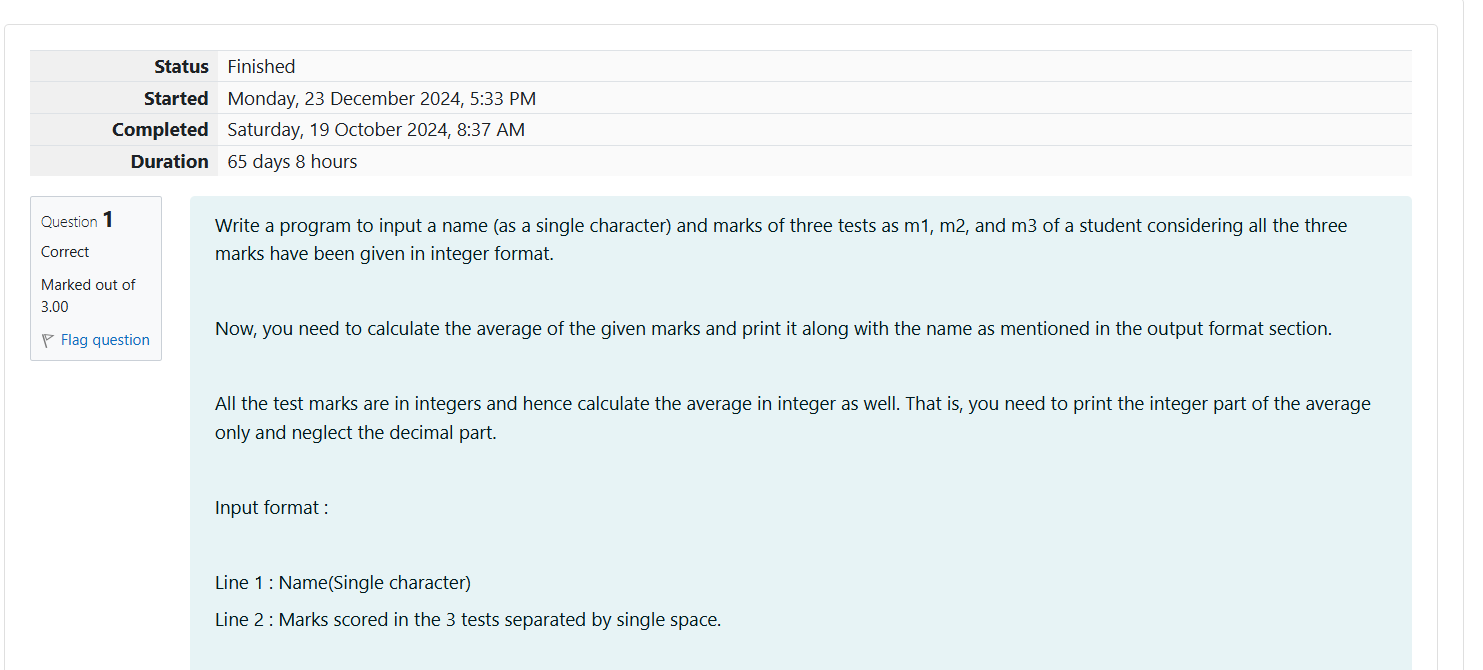 Status Finished
Started Monday, 23 December 2024, 5:33 PM
Completed Saturday, 19 October 2024, 8:37 AM
Duration 65 days 8 hours
Question 1
Correct
Marked out of
3.00
Flag question
Write a program to input a name (as a single character) and marks of three tests as m1, m2, and m3 of a student considering all the three
marks have been given in integer format.
Now, you need to calculate the average of the given marks and print it along with the name as mentioned in the output format section.
All the test marks are in integers and hence calculate the average in integer as well. That is, you need to print the integer part of the average
only and neglect the decimal part.
Input format :
Line 1 : Name(Single character)
Line 2 : Marks scored in the 3 tests separated by single space.